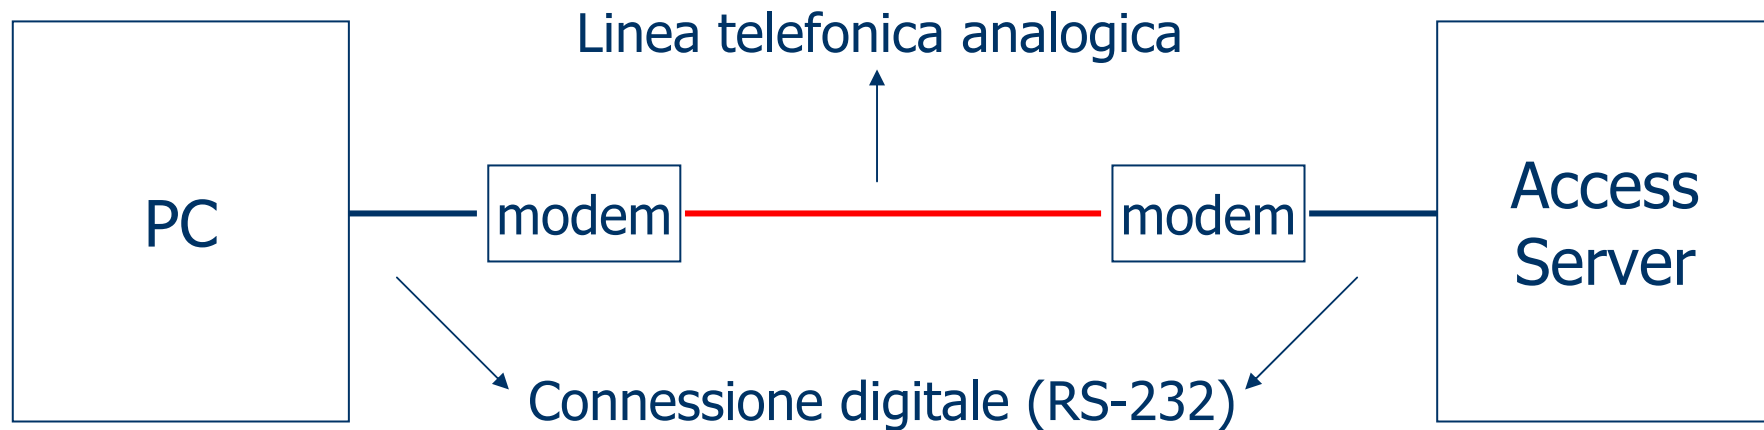 Linea telefonica analogica
PC
modem
modem
Access
Server
Connessione digitale (RS-232)